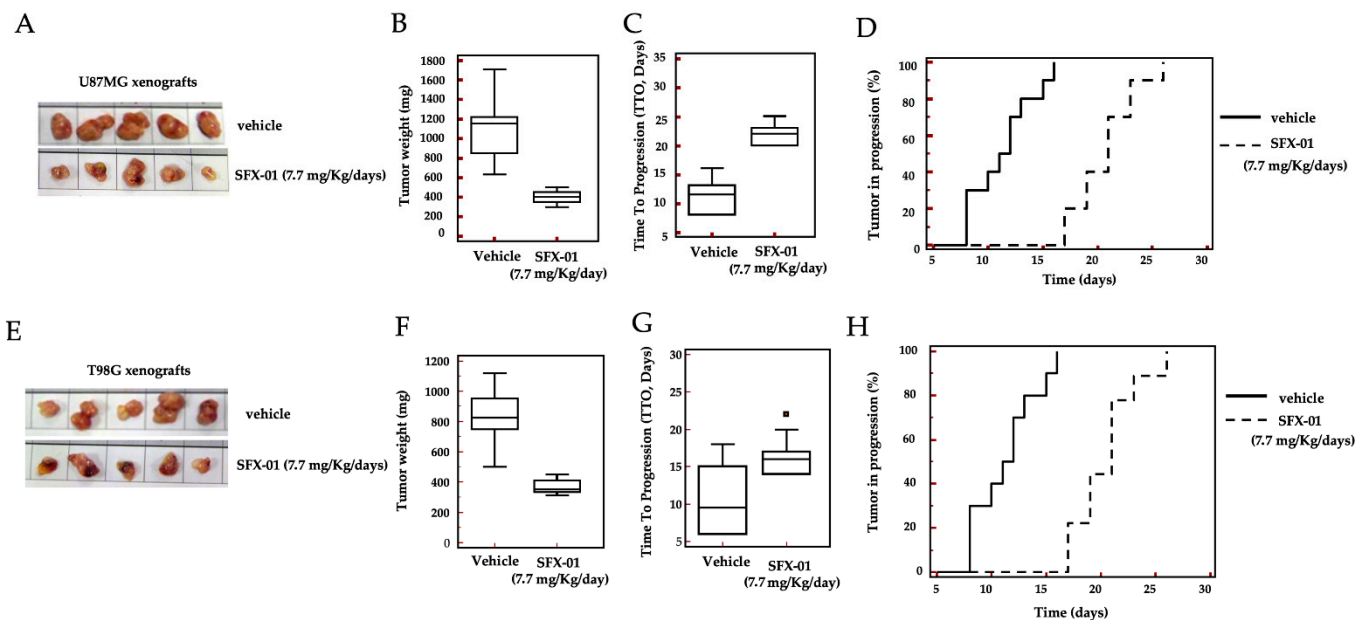 A
U87MG xenografts
vehicle
SFX-01 (7.7 mg/Kg/days)
B
Tumor weight (mg)
1800
1600
1400
1200
1000
800
600
400
200
0
Vehicle
SFX-01
(7.7 mg/Kg/day)
C
Time To Progression (TTO, Days)
35
30
25
20
15
10
5
Vehicle
SFX-01
(7.7 mg/Kg/day)
D
Tumor in progression (%)
100
80
60
40
20
0
5
10
15
20
25
30
Time (days)
vehicle
SFX-01
(7.7 mg/Kg/days)
E
T98G xenografts
vehicle
SFX-01 (7.7 mg/Kg/days)
F
Tumor weight (mg)
1200
1000
800
600
400
200
0
Vehicle
SFX-01
(7.7 mg/Kg/day)
G
Time To Progression (TTO, Days)
30
25
20
15
10
5
Vehicle
SFX-01
(7.7 mg/Kg/day)
H
Tumor in progression (%)
100
80
60
40
20
0
5
10
15
20
25
30
Time (days)
vehicle
SFX-01
(7.7 mg/Kg/days)